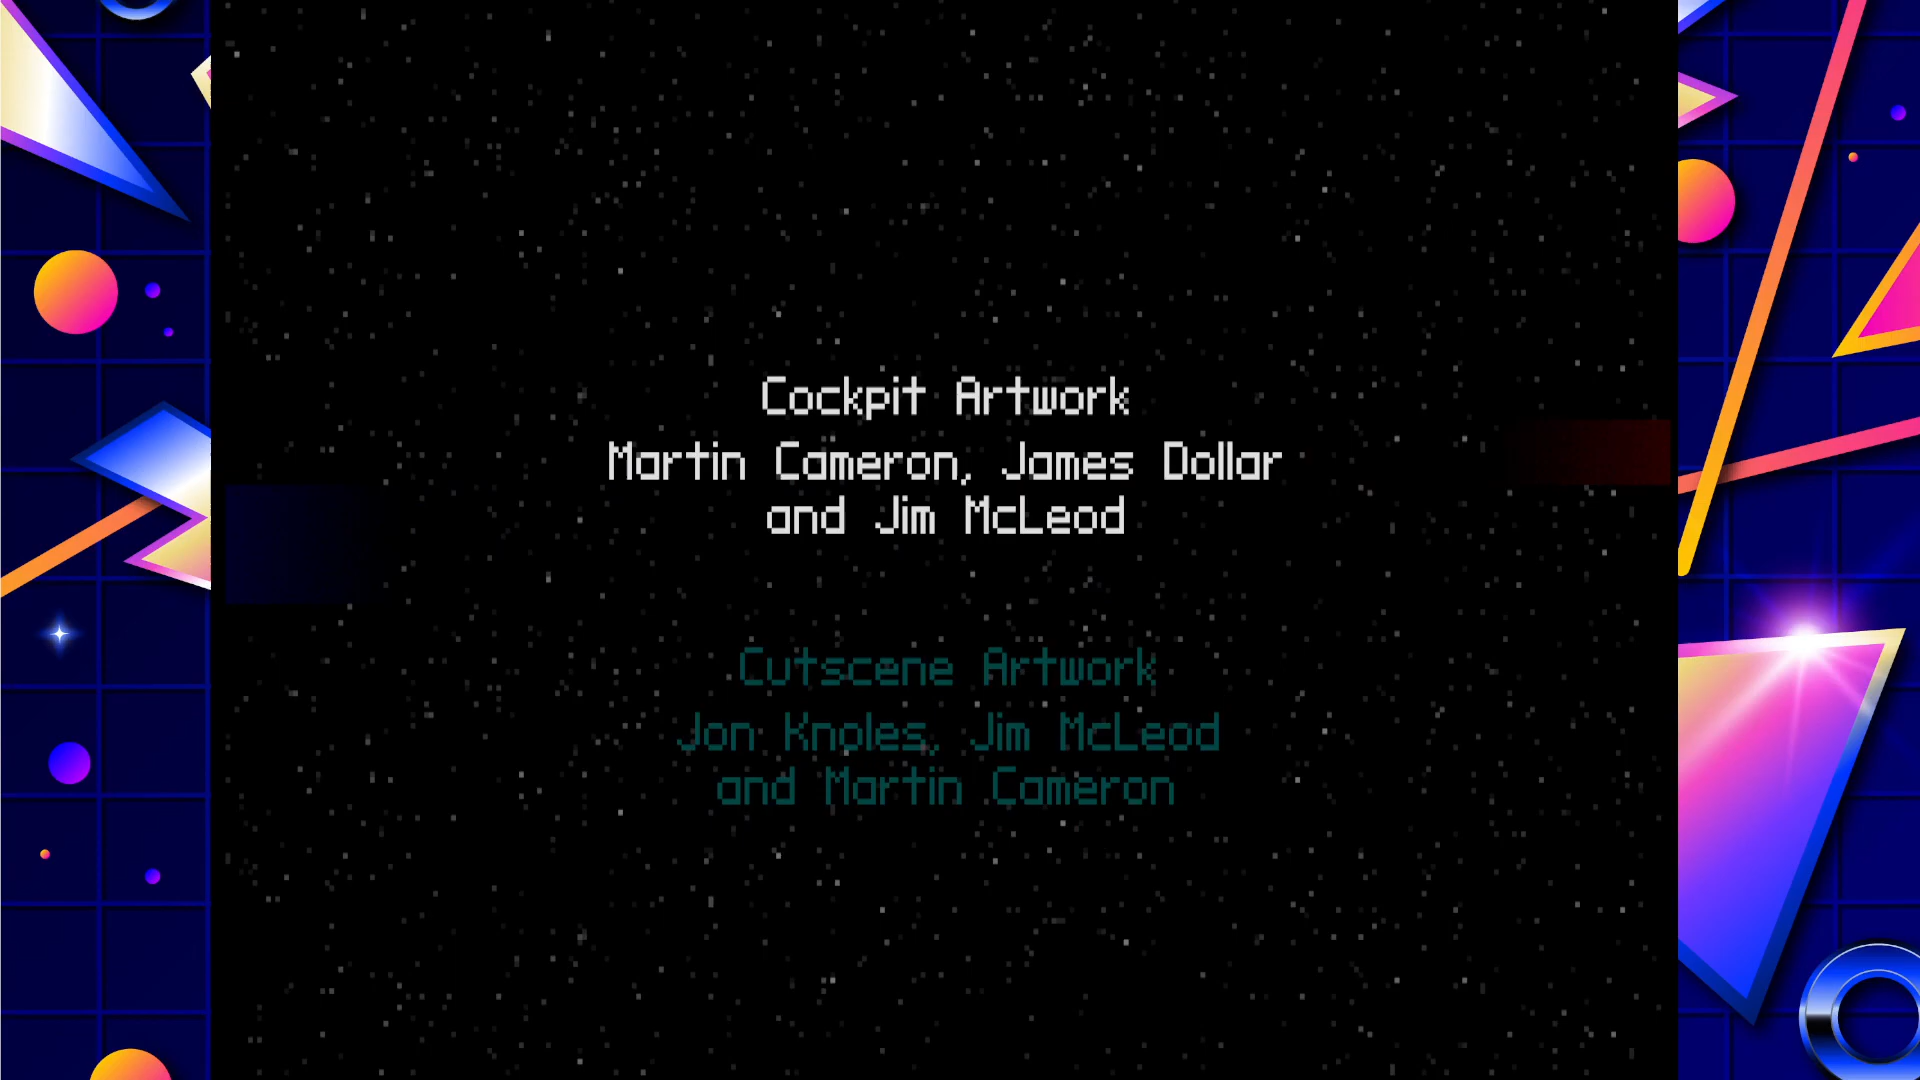 Cockpit Artwork
Martin Cameron, James Dollar
and Jim McLeod
Cutscene Artwork
Jon Knoles, Jim McLeod
and Martin Cameron